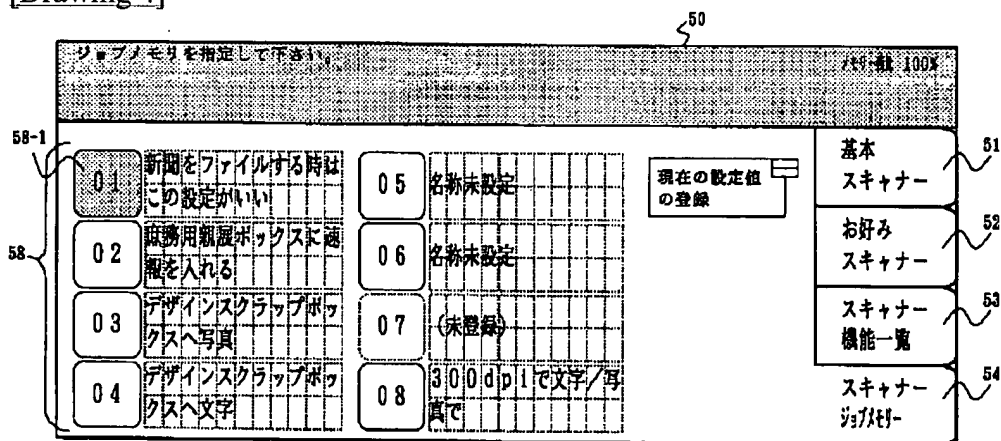 [Drawing 4]
50
ジョブメモリを指定して下さい。
メモリー残量 100%
58-1
58
01
新聞をファイルする時は
この設定がいい
02
庶務用親展ボックスに速
報を入れる
03
デザインスクラップボッ
クスへ写真
04
デザインスクラップボッ
クスへ文字
05
名称未設定
06
名称未設定
07
(未登録)
08
300dpiで文字/写
真で
現在の設定値
の登録
基本
スキャナー
51
お好み
スキャナー
52
スキャナー
機能一覧
53
スキャナー
ジョブメモリー
54